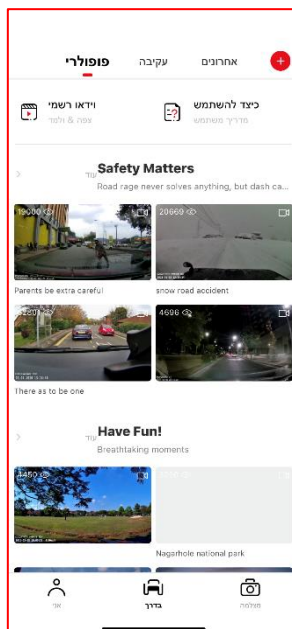 אחרונים
עקיבה
פופולרי
כיצד להשתמש
מדריך משתמש
וידאו רשמי
צפה & ולמד
Safety Matters
עוד
Road rage never solves anything, but dash ca...
19000
20669
Parents be extra careful
snow road accident
4696
There as to be one
Have Fun!
עוד
Breathtaking moments
4450
Nagarhole national park
מצלמה
בדרך
אני